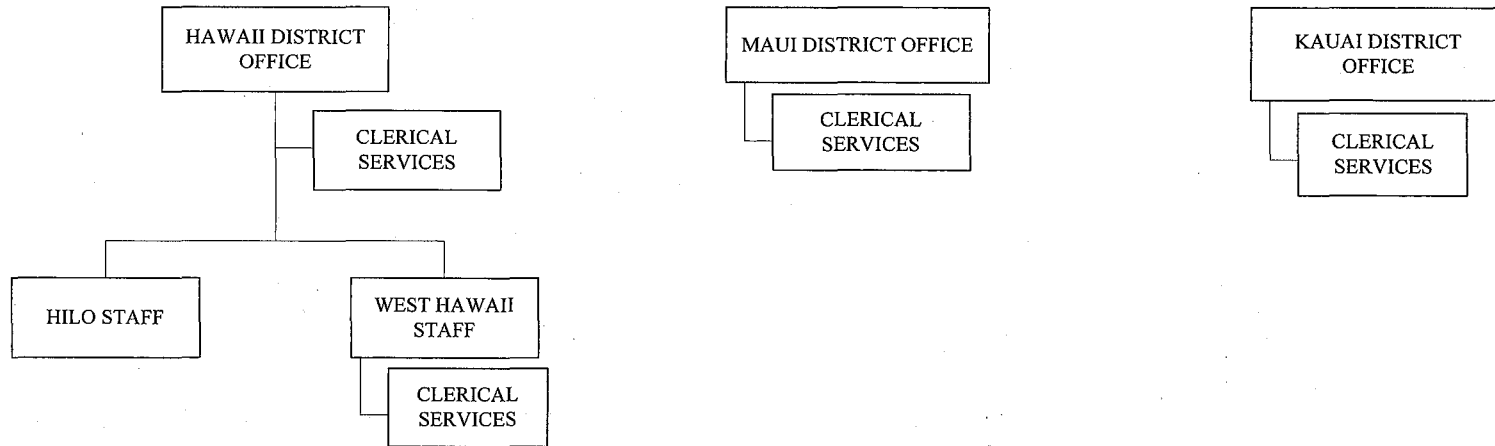 HAWAII DISTRICT
OFFICE
CLERICAL
SERVICES
HILO STAFF
WEST HAWAII
STAFF
CLERICAL
SERVICES
MAUI DISTRICT OFFICE
CLERICAL
SERVICES
KAUAI DISTRICT
OFFICE
CLERICAL
SERVICES